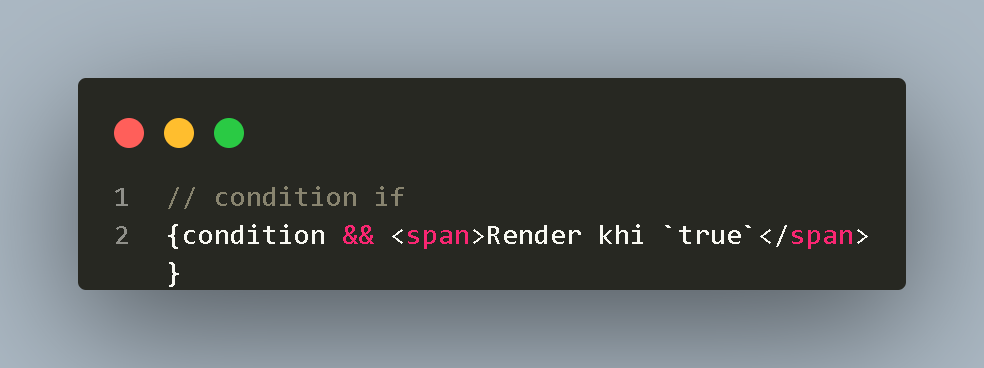 1 // condition if
2 {condition && <span>Render khi `true`</span>
}